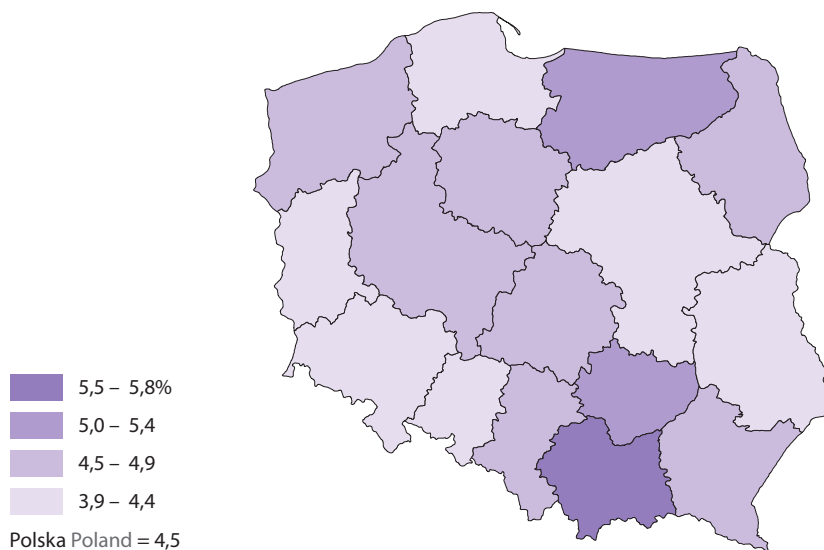 5,5 – 5,8%
5,0 – 5,4
4,5 – 4,9
3,9 – 4,4
Polska Poland = 4,5